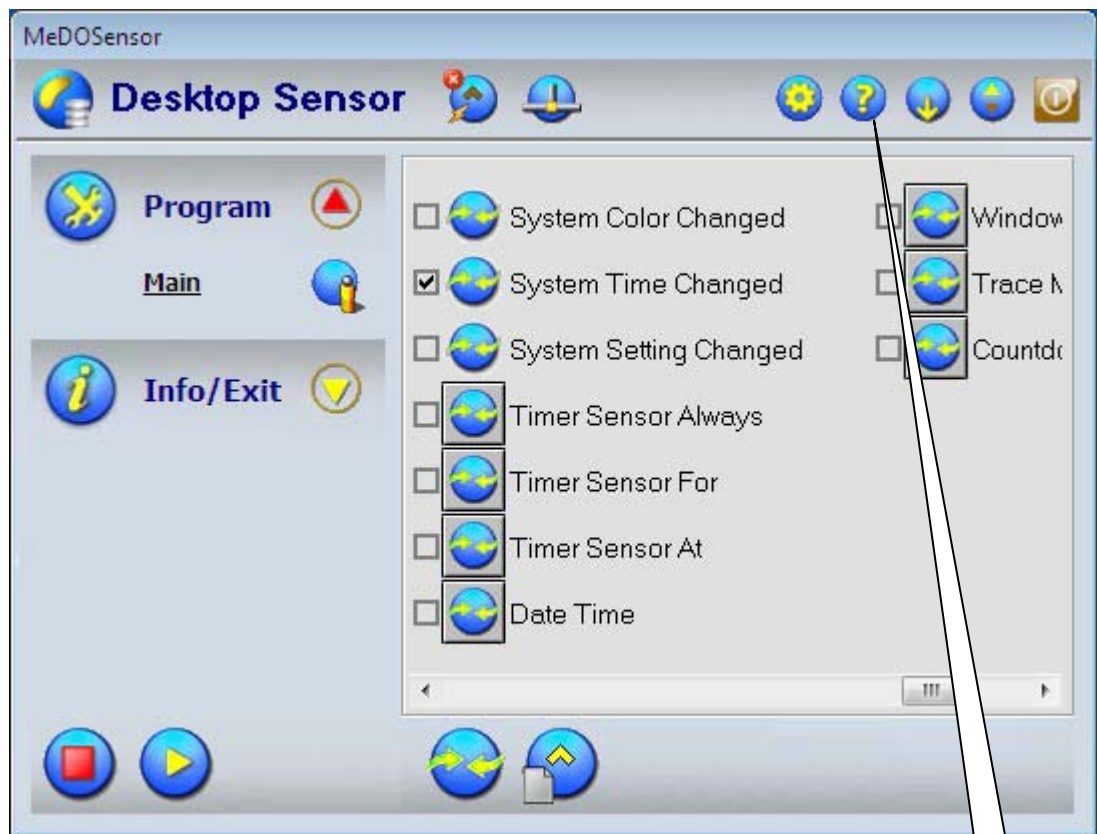 MeDOSensor
Desktop Sensor
Program
Main
Info/Exit
System Color Changed
System Time Changed
System Setting Changed
Timer Sensor Always
Timer Sensor For
Timer Sensor At
Date Time
Window
Trace